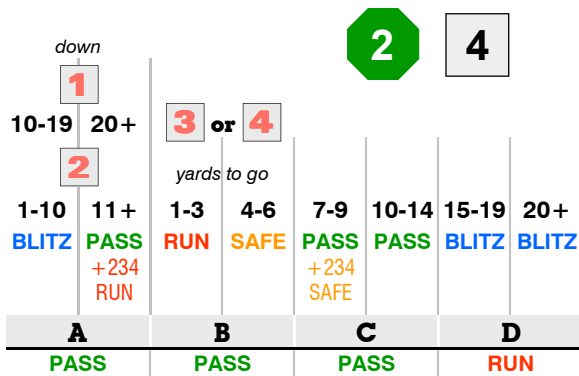 2 4
down
1
10-19 20+ 3 or 4
2 yards to go
1-10 11+ 1-3 4-6 7-9 10-14 15-19 20+
BLITZ PASS RUN SAFE PASS PASS BLITZ BLITZ
+234 +234
RUN SAFE
A B C D
PASS PASS PASS RUN